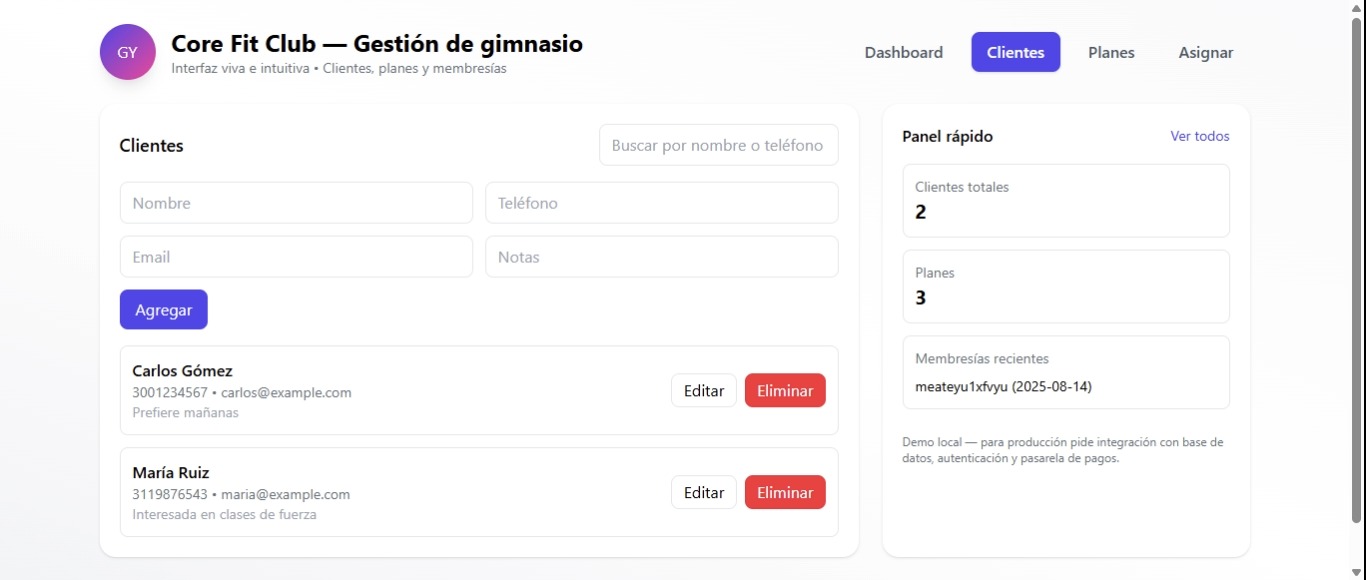 GY
Core Fit Club — Gestión de gimnasio
Interfaz viva e intuitiva • Clientes, planes y membresías
Dashboard
Clientes
Planes
Asignar
Clientes
Buscar por nombre o teléfono
Nombre
Teléfono
Email
Notas
Agregar
Carlos Gómez
3001234567 • carlos@example.com
Prefiere mañanas
Editar
Eliminar
María Ruiz
3119876543 • maria@example.com
Interesada en clases de fuerza
Editar
Eliminar
Panel rápido
Ver todos
Clientes totales
2
Planes
3
Membresías recientes
meateyu1xfvyu (2025-08-14)
Demo local — para producción pide integración con base de
datos, autenticación y pasarela de pagos.